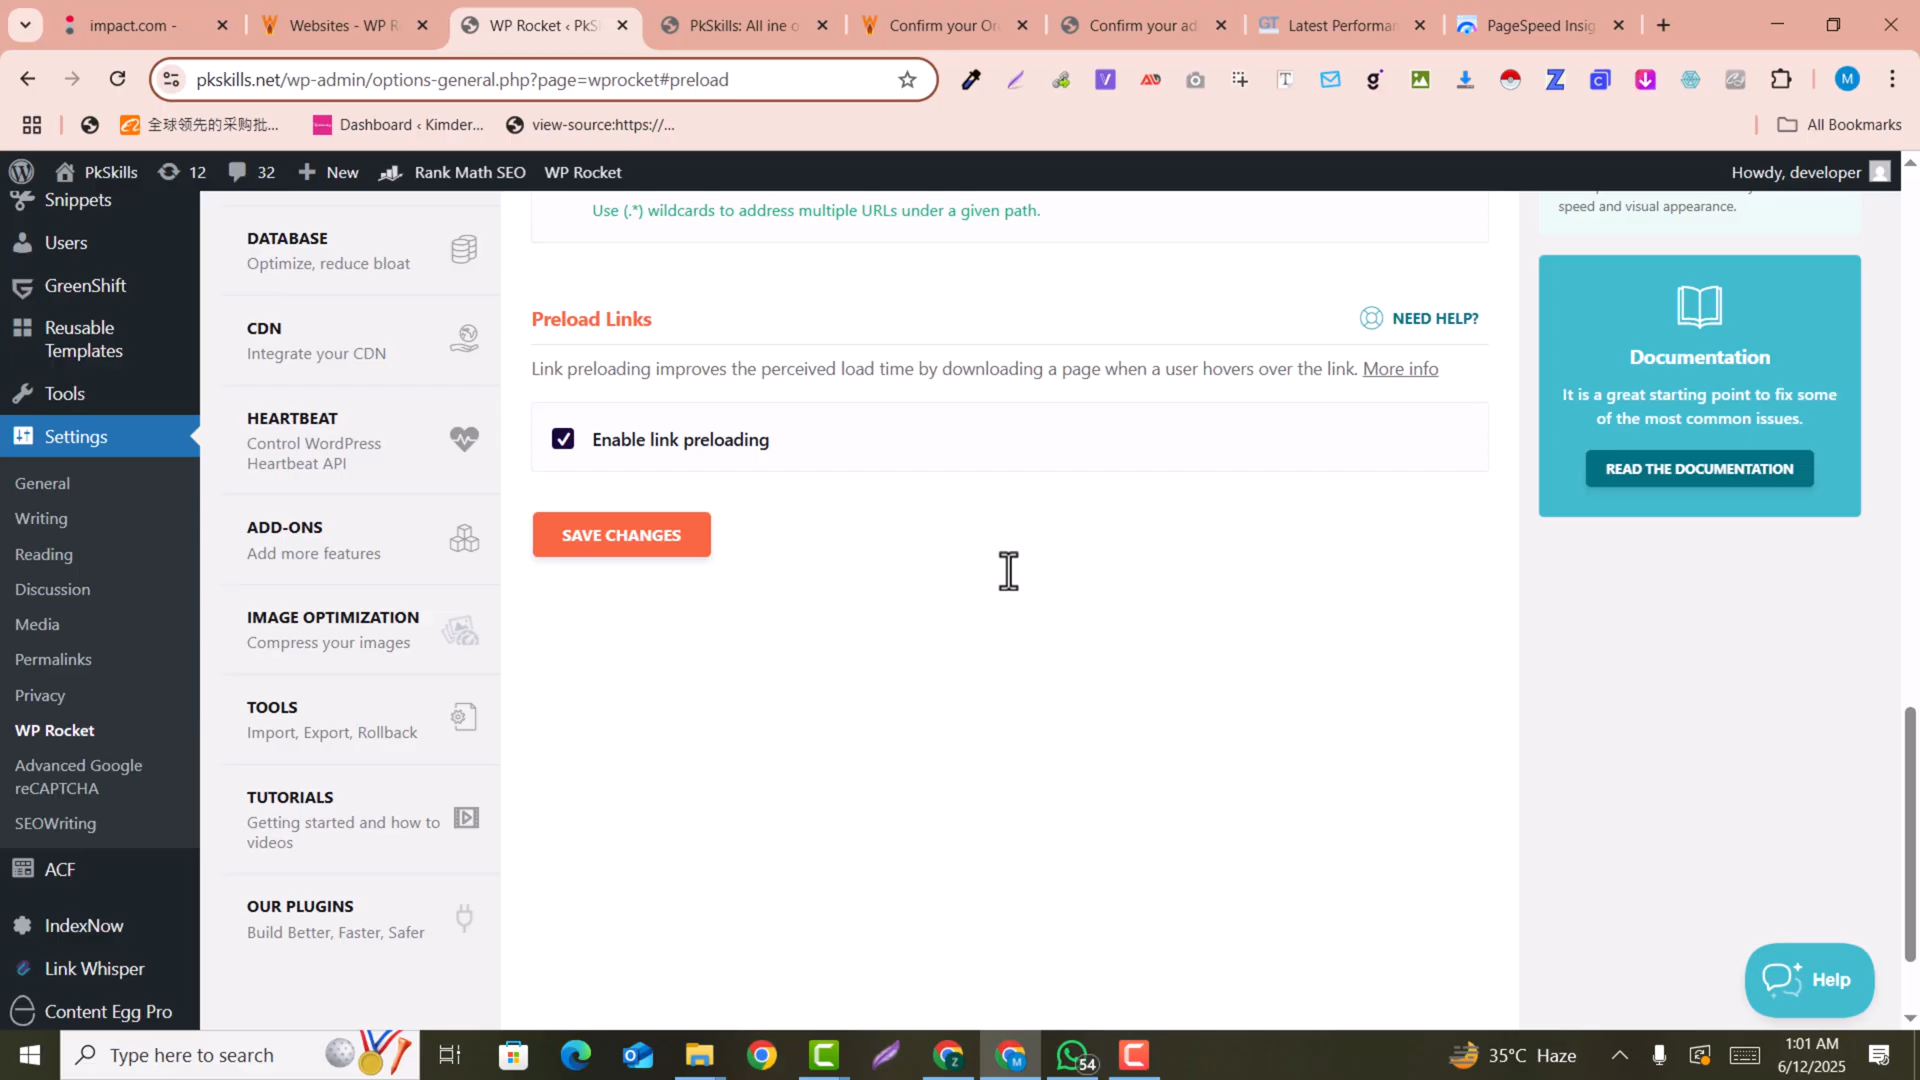 impact.com -
Websites - WP R
WP Rocket ‹ PkSk
PkSkills: All ine o
Confirm your Or
Confirm your ad
Latest Performan
PageSpeed Insig
pkskills.net/wp-admin/options-general.php?page=wprocket#preload
全球领先的采购批...
Dashboard ‹ Kimder...
view-source:https://...
All Bookmarks
PkSkills
12
32
New
Rank Math SEO
WP Rocket
Howdy, developer
Snippets
Users
GreenShift
Reusable
Templates
Tools
Settings
General
Writing
Reading
Discussion
Media
Permalinks
Privacy
WP Rocket
Advanced Google
reCAPTCHA
SEOWriting
ACF
IndexNow
Link Whisper
Content Egg Pro
DATABASE
Optimize, reduce bloat
CDN
Integrate your CDN
HEARTBEAT
Control WordPress
Heartbeat API
ADD-ONS
Add more features
IMAGE OPTIMIZATION
Compress your images
TOOLS
Import, Export, Rollback
TUTORIALS
Getting started and how to
videos
OUR PLUGINS
Build Better, Faster, Safer
Use (.*) wildcards to address multiple URLs under a given path.
Preload Links
NEED HELP?
Link preloading improves the perceived load time by downloading a page when a user hovers over the link. More info
Enable link preloading
SAVE CHANGES
speed and visual appearance.
Documentation
It is a great starting point to fix some
of the most common issues.
READ THE DOCUMENTATION
Help
Type here to search
54
35°C Haze
1:01 AM
6/12/2025